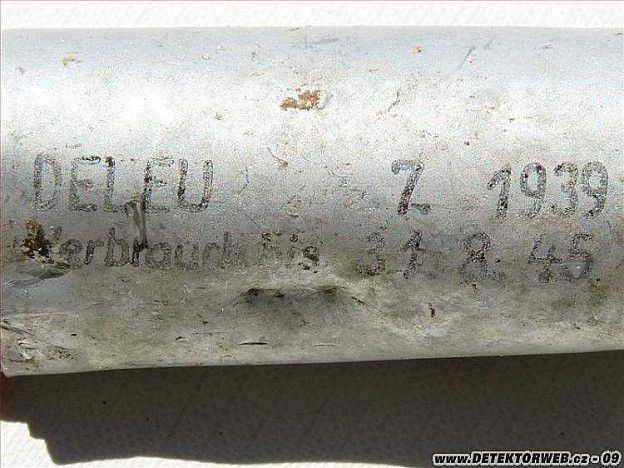 DELEU 7 1939
Verbrauch bis 31. 8. 45
www.DETEKTORWEB.cz - 09